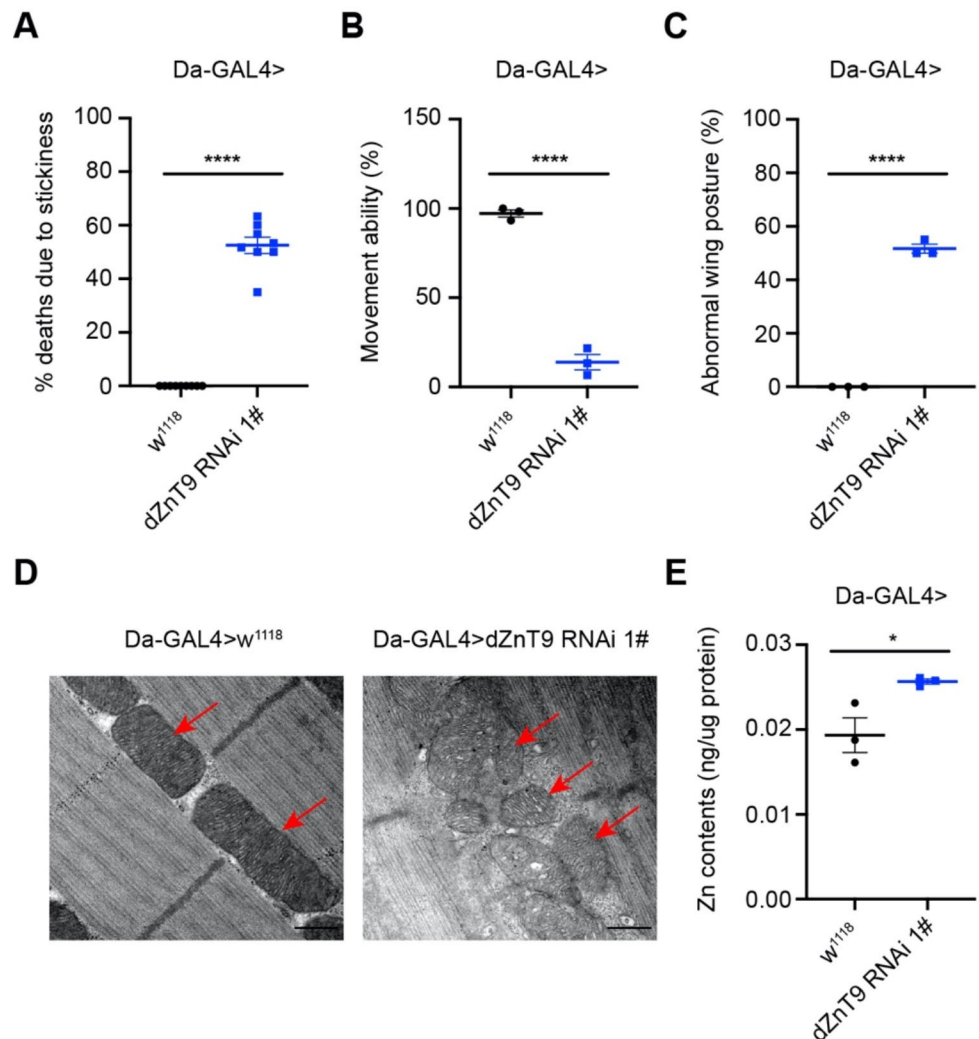 A
Da-GAL4>
% deaths due to stickiness
100
80
60
40
20
0
****
w¹¹¹⁸
dZnT9 RNAi 1#
B
Da-GAL4>
Movement ability (%)
150
100
50
0
****
w¹¹¹⁸
dZnT9 RNAi 1#
C
Da-GAL4>
Abnormal wing posture (%)
100
80
60
40
20
0
****
w¹¹¹⁸
dZnT9 RNAi 1#
D
Da-GAL4>w¹¹¹⁸
Da-GAL4>dZnT9 RNAi 1#
E
Da-GAL4>
Zn contents (ng/ug protein)
0.03
0.02
0.01
0.00
*
w¹¹¹⁸
dZnT9 RNAi 1#